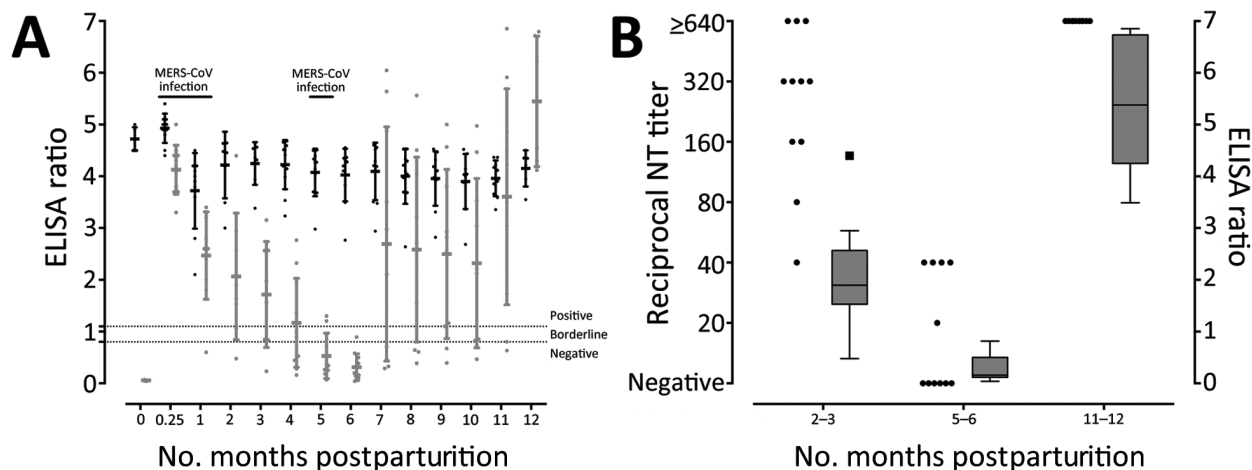 A
7
6
5
4
3
2
1
0
ELISA ratio
MERS-CoV
infection
MERS-CoV
infection
Positive
Borderline
Negative
0 0.25 1 2 3 4 5 6 7 8 9 10 11 12
No. months postparturition
B
≥640
320
160
80
40
20
Negative
Reciprocal NT titer
7
6
5
4
3
2
1
0
ELISA ratio
2–3 5–6 11–12
No. months postparturition